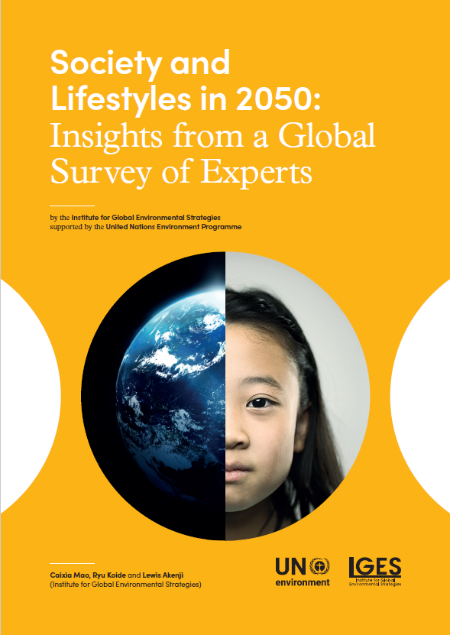 Society and
Lifestyles in 2050:
Insights from a Global
Survey of Experts
by the Institute for Global Environmental Strategies
supported by the United Nations Environment Programme
UN
environment
IGES
Institute for Global
Environmental Strategies
Caixia Mao, Ryu Koide and Lewis Akenji
(Institute for Global Environmental Strategies)